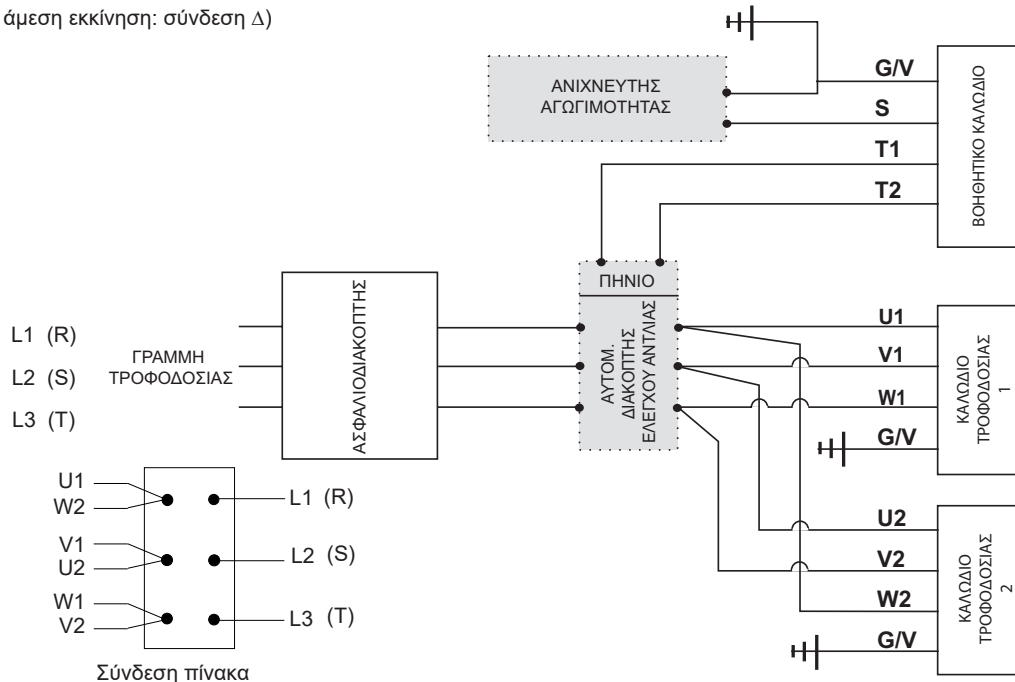 άμεση εκκίνηση: σύνδεση Δ)
ΑΝΙΧΝΕΥΤΗΣ
ΑΓΩΓΙΜΟΤΗΤΑΣ
G/V
S
T1
T2
ΒΟΗΘΗΤΙΚΟ ΚΑΛΩΔΙΟ
ΠΗΝΙΟ
ΑΥΤΟΜ.
ΔΙΑΚΟΠΤΗΣ
ΕΛΕΓΧΟΥ ΑΝΤΛΙΑΣ
ΑΣΦΑΛΙΟΔΙΑΚΟΠΤΗΣ
L1 (R)
L2 (S)
L3 (T)
ΓΡΑΜΜΗ
ΤΡΟΦΟΔΟΣΙΑΣ
U1
V1
W1
G/V
ΚΑΛΩΔΙΟ
ΤΡΟΦΟΔΟΣΙΑΣ
1
U2
V2
W2
G/V
ΚΑΛΩΔΙΟ
ΤΡΟΦΟΔΟΣΙΑΣ
2
U1
W2
V1
U2
W1
V2
L1 (R)
L2 (S)
L3 (T)
Σύνδεση πίνακα